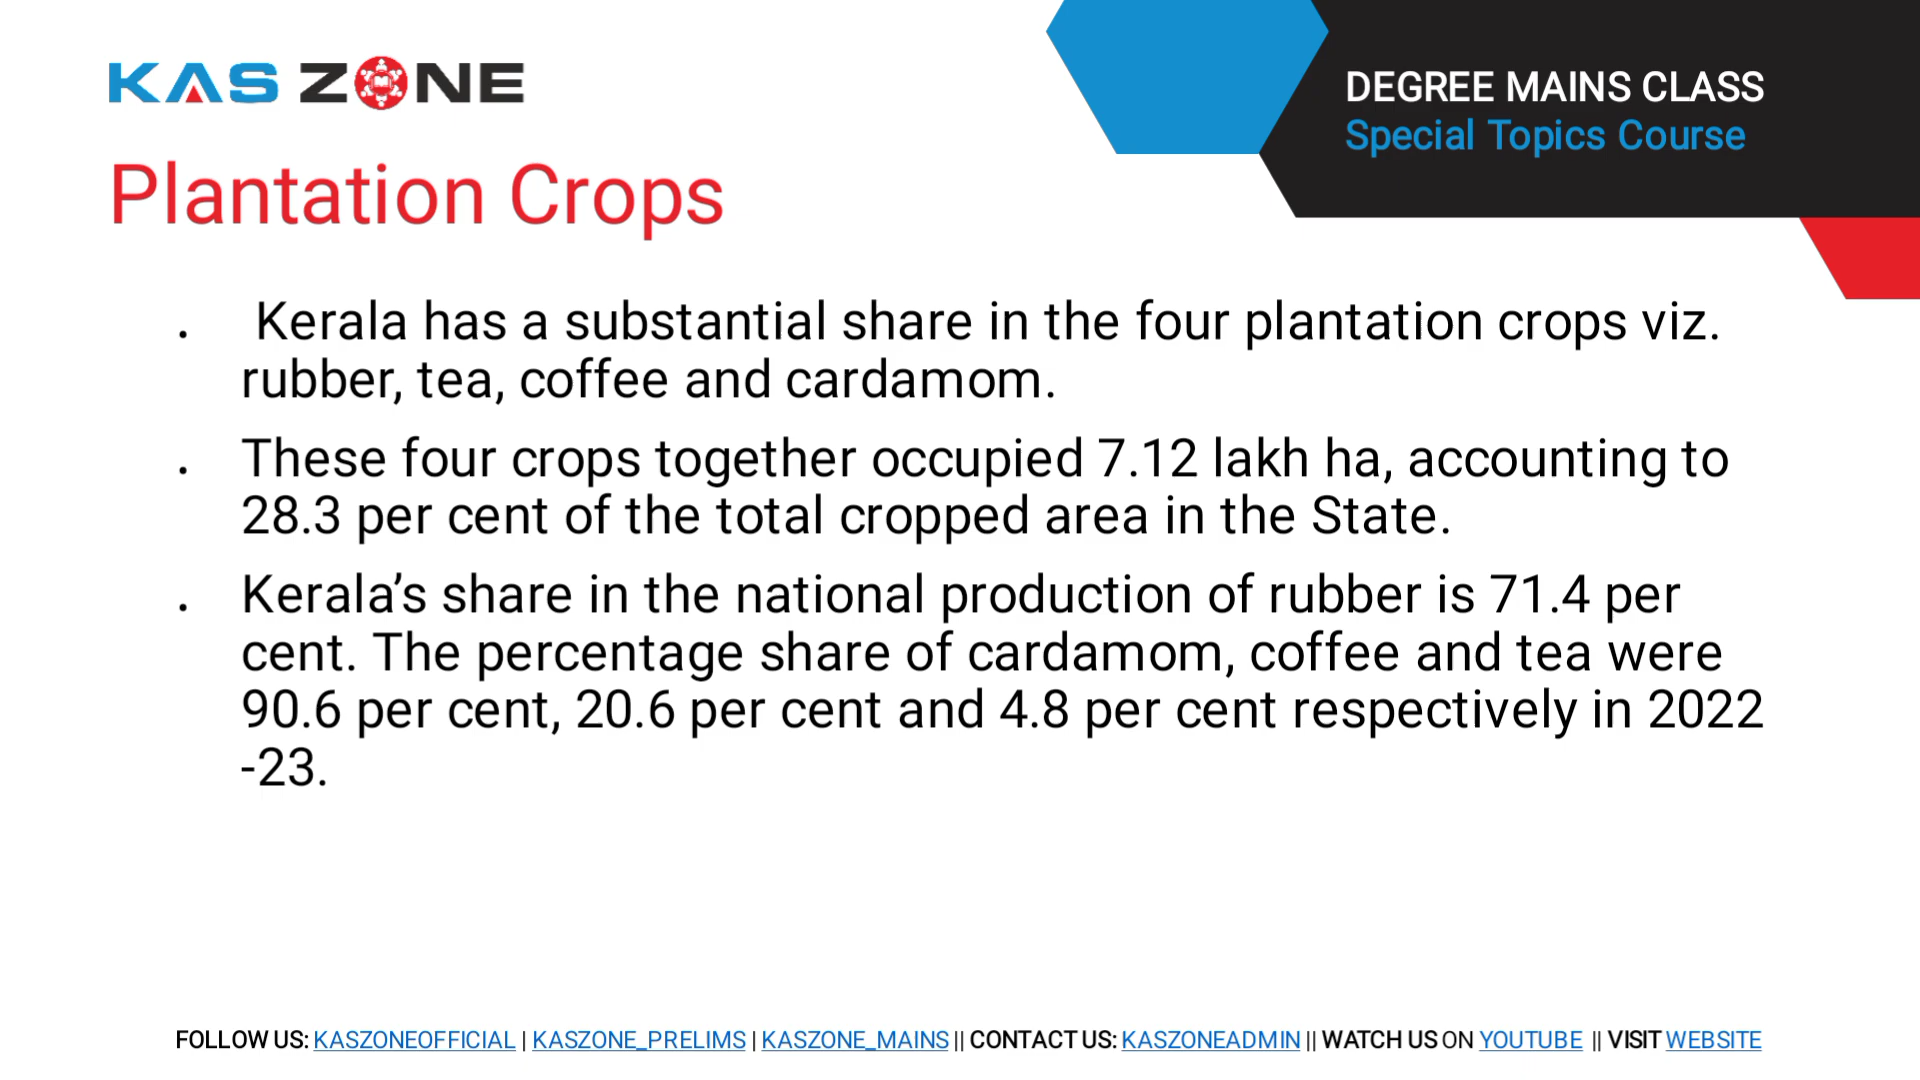 KAS ZONE
DEGREE MAINS CLASS
Special Topics Course
Plantation Crops
• Kerala has a substantial share in the four plantation crops viz.
rubber, tea, coffee and cardamom.
• These four crops together occupied 7.12 lakh ha, accounting to
28.3 per cent of the total cropped area in the State.
• Kerala’s share in the national production of rubber is 71.4 per
cent. The percentage share of cardamom, coffee and tea were
90.6 per cent, 20.6 per cent and 4.8 per cent respectively in 2022
-23.
FOLLOW US: KASZONEOFFICIAL | KASZONE_PRELIMS | KASZONE_MAINS || CONTACT US: KASZONEADMIN || WATCH US ON YOUTUBE || VISIT WEBSITE